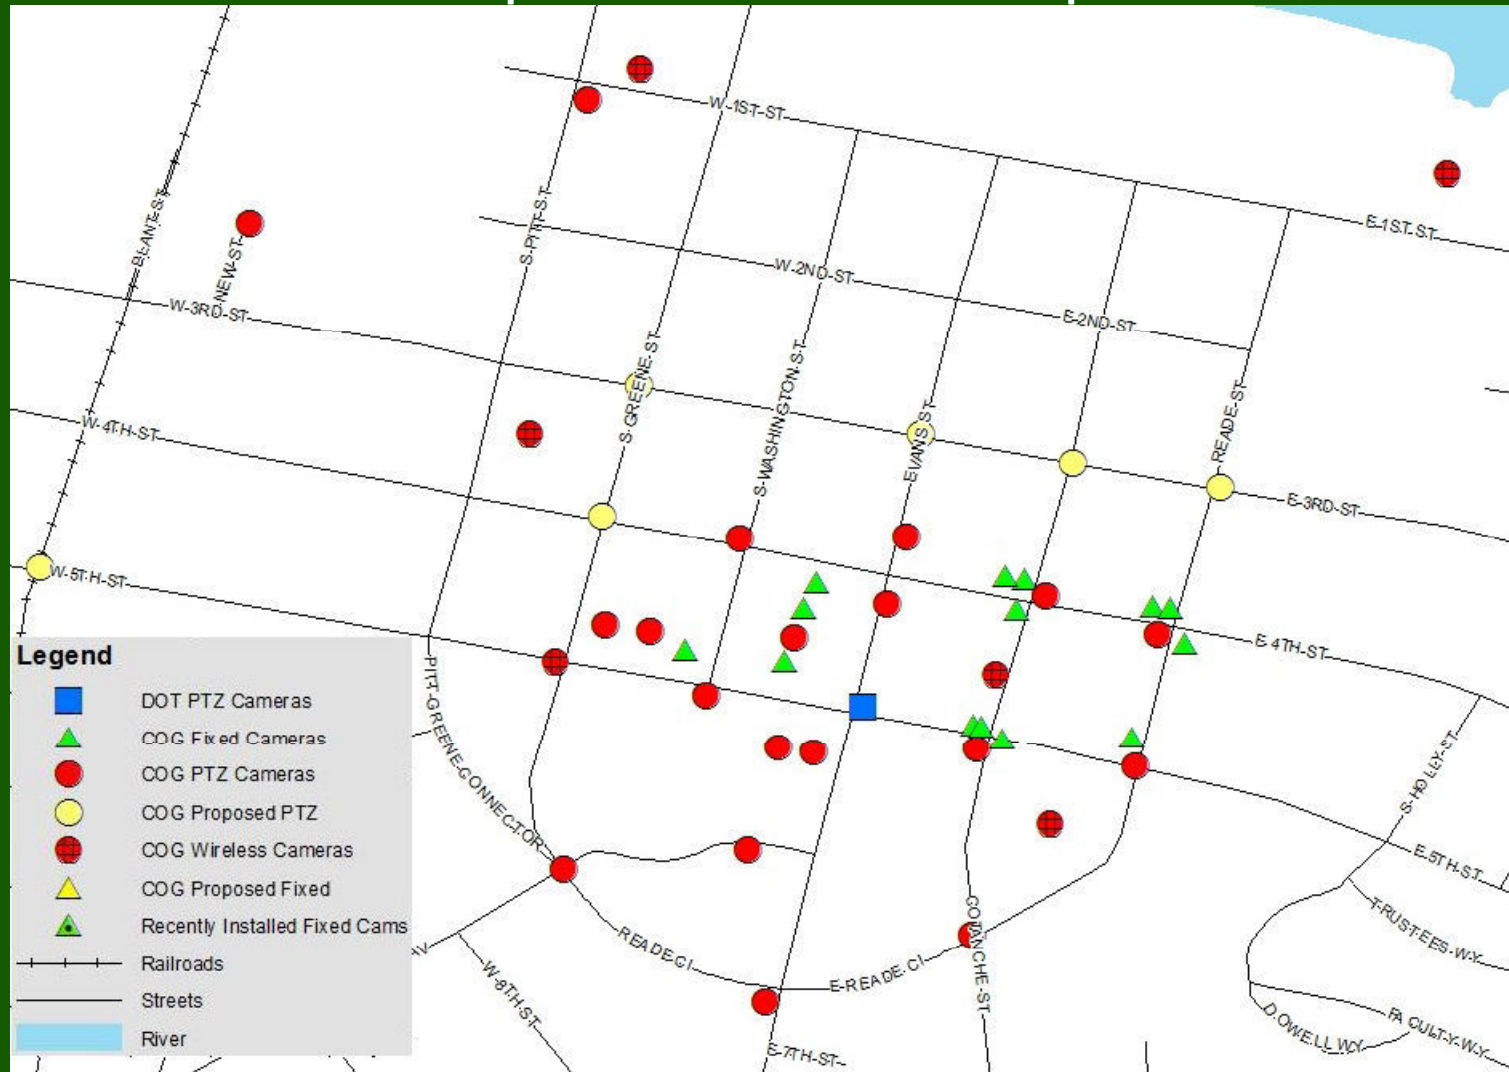 W 1ST ST
E 1ST ST
BLANT ST
NEW ST
S PITT ST
W 2ND ST
E 2ND ST
W 3RD ST
S GREENE ST
S WASHINGTON ST
EVANS ST
READE ST
W 4TH ST
E 3RD ST
W 5TH ST
E 4TH ST
Legend
DOT PTZ Cameras
COG Fixed Cameras
COG PTZ Cameras
COG Proposed PTZ
COG Wireless Cameras
COG Proposed Fixed
Recently Installed Fixed Cams
Railroads
Streets
River
PITT GREENE CONNECTOR
S HOLLY ST
E 5TH ST
TRUSTEES WY
READE CI
E READE CI
COTANCHE ST
W 8TH ST
DOWELL WY
FACULTY WY
E 7TH ST